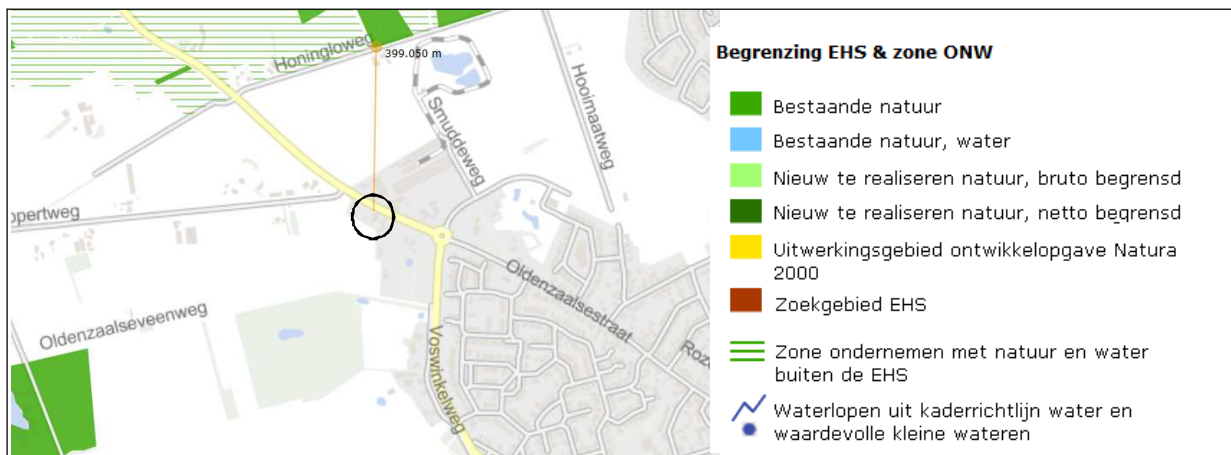 Honingloweg
399.050 m
Smuddeweg
Hooimaatweg
ppertweg
Oldenzaalsestraat
Oldenzaalseveenweg
Voswinkelweg
Roz
Begrenzing EHS & zone ONW
Bestaande natuur
Bestaande natuur, water
Nieuw te realiseren natuur, bruto begrensd
Nieuw te realiseren natuur, netto begrensd
Uitwerkingsgebied ontwikkelopgave Natura
2000
Zoekgebied EHS
Zone ondernemen met natuur en water
buiten de EHS
Waterlopen uit kaderrichtlijn water en
waardevolle kleine wateren